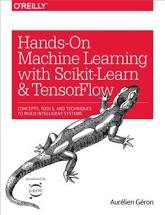 O'REILLY®
Hands-On
Machine Learning
with Scikit-Learn
& TensorFlow
CONCEPTS, TOOLS, AND TECHNIQUES
TO BUILD INTELLIGENT SYSTEMS
jupyter
Aurélien Géron